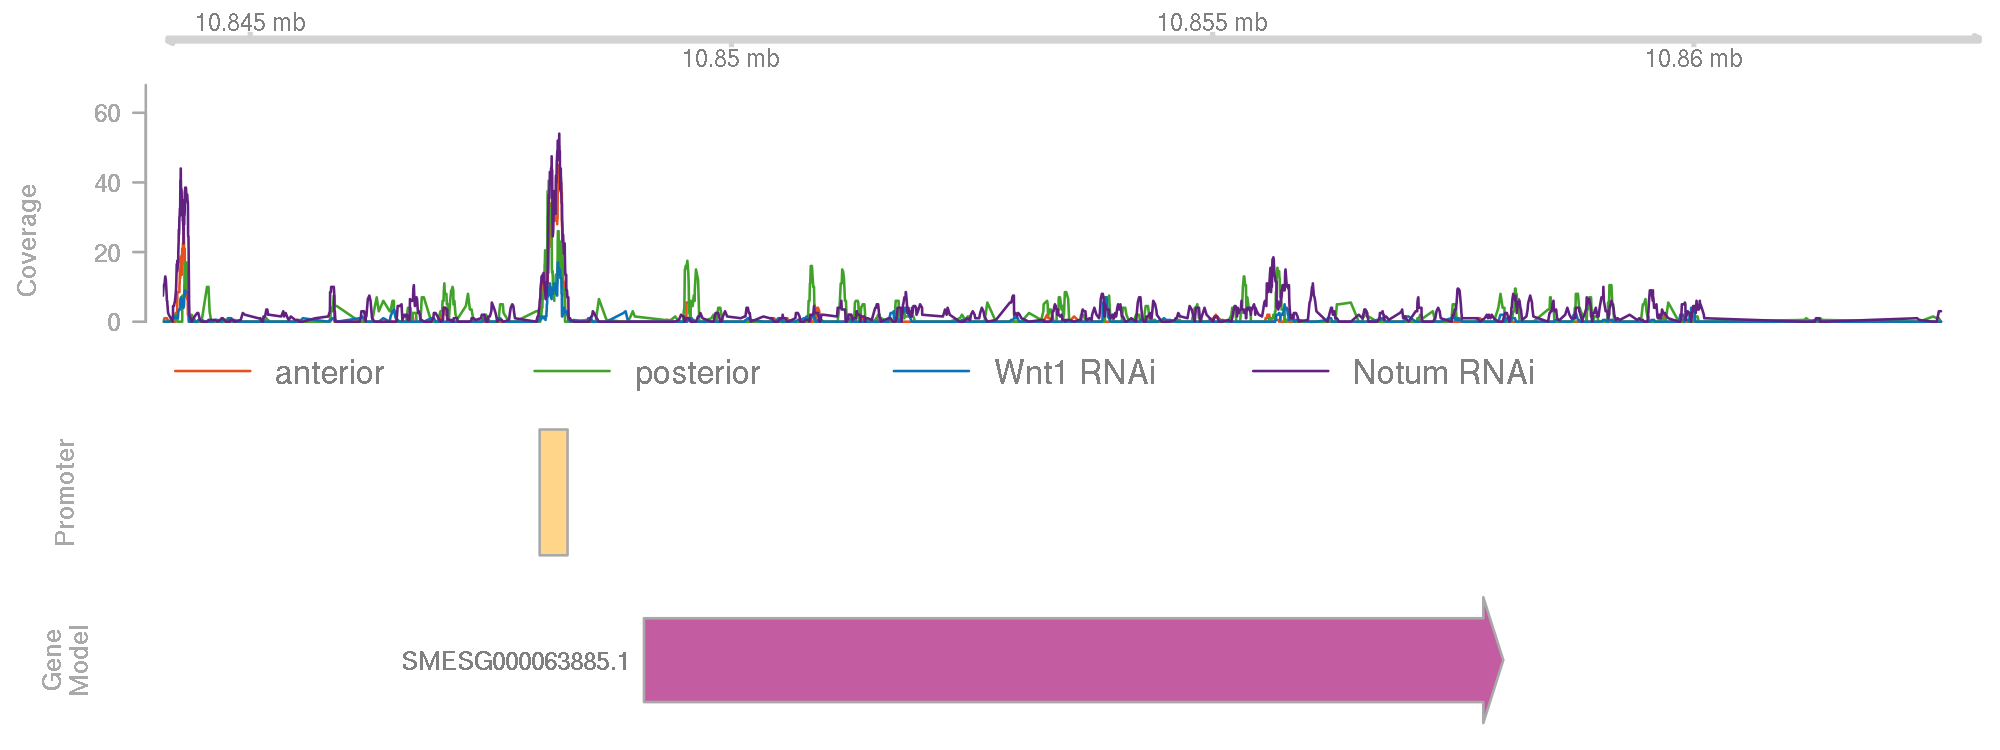 10.845 mb
10.855 mb
10.85 mb
10.86 mb
60
40
20
0
Coverage
anterior
posterior
Wnt1 RNAi
Notum RNAi
Promoter
SMESG000063885.1
Gene
Model